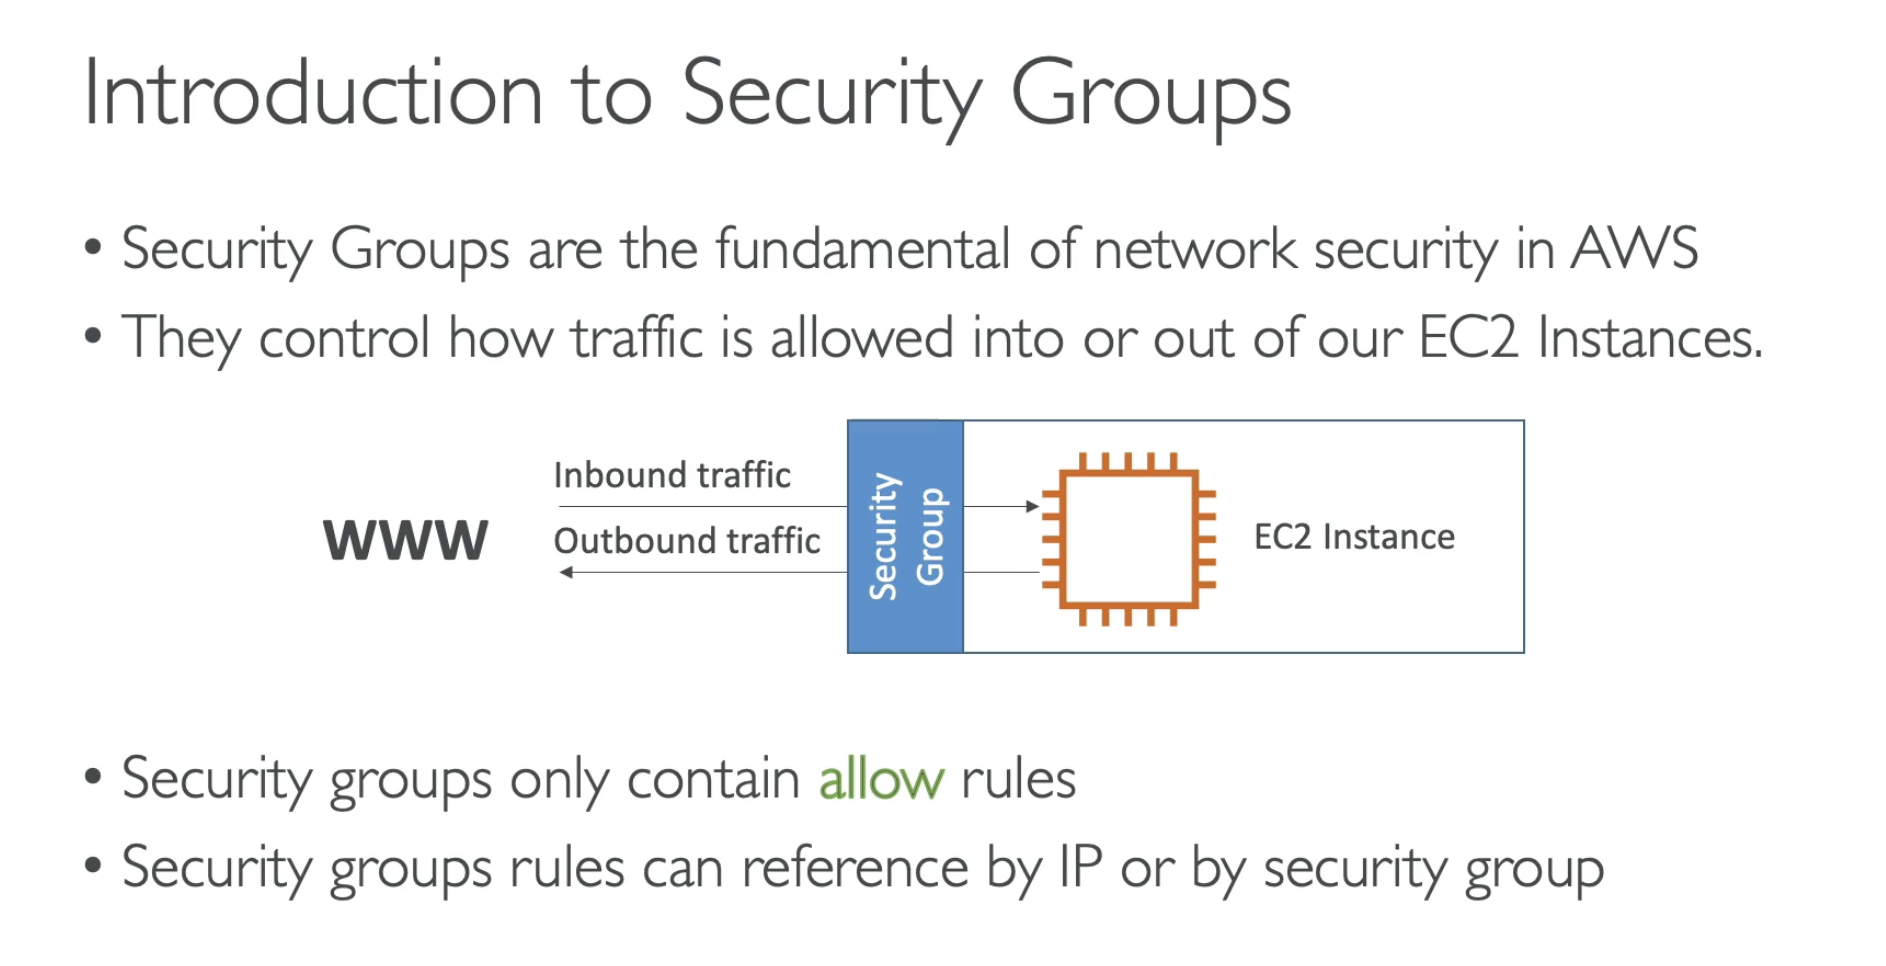 Introduction to Security Groups
• Security Groups are the fundamental of network security in AWS
• They control how traffic is allowed into or out of our EC2 Instances.
WWW
Inbound traffic
Outbound traffic
Security
Group
EC2 Instance
• Security groups only contain allow rules
• Security groups rules can reference by IP or by security group